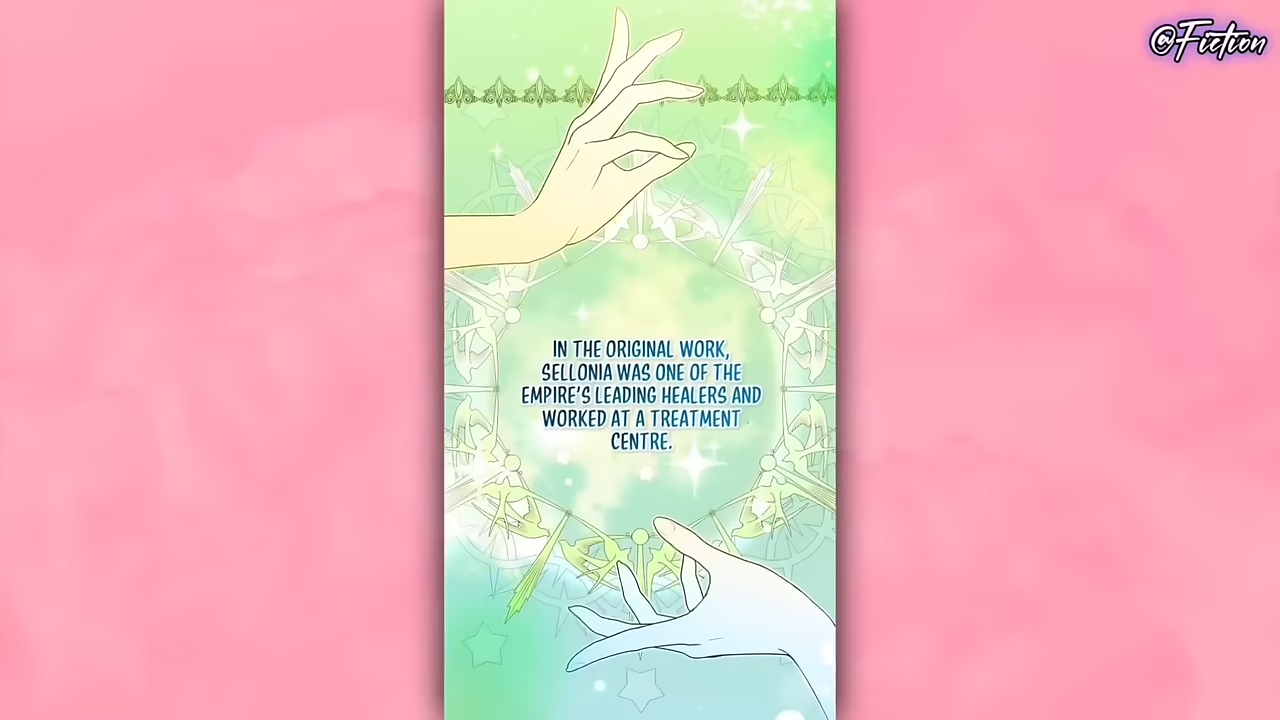 @Fiction
IN THE ORIGINAL WORK,
SELLONIA WAS ONE OF THE
EMPIRE'S LEADING HEALERS AND
WORKED AT A TREATMENT
CENTRE.